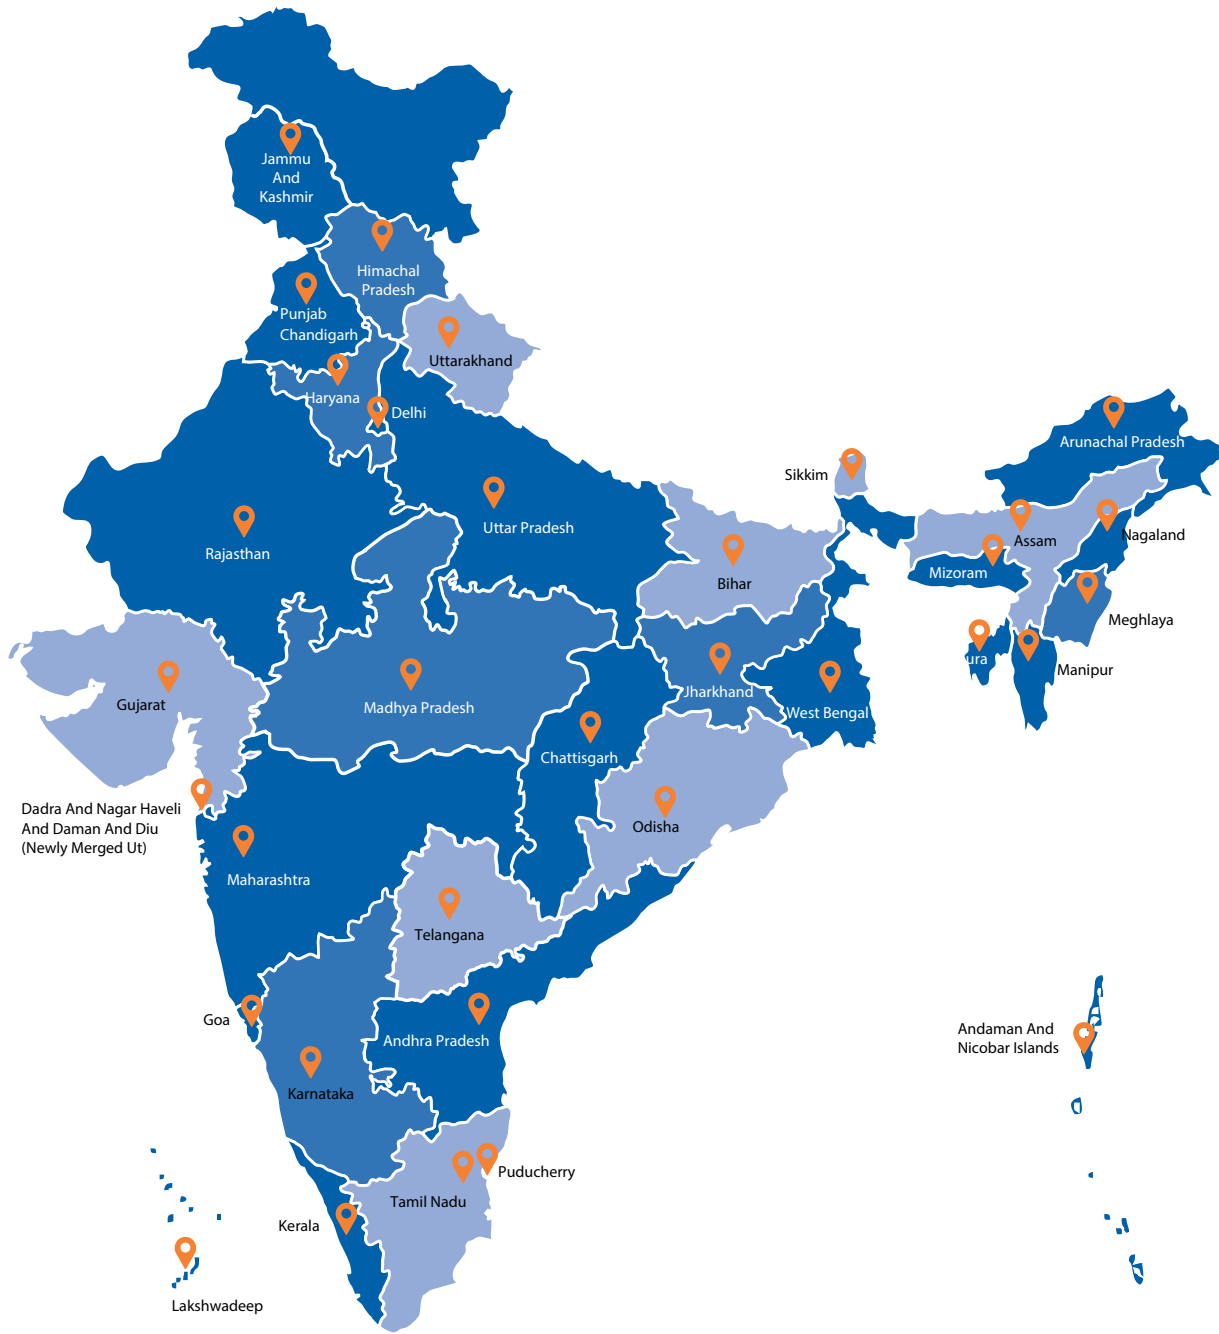 Jammu
And
Kashmir
Himachal
Pradesh
Punjab
Chandigarh
Uttarakhand
Haryana
Delhi
Arunachal Pradesh
Sikkim
Uttar Pradesh
Nagaland
Assam
Rajasthan
Mizoram
Bihar
Meghlaya
ura
Manipur
Jharkhand
Gujarat
Madhya Pradesh
West Bengal
Chattisgarh
Dadra And Nagar Haveli
And Daman And Diu
(Newly Merged Ut)
Odisha
Maharashtra
Telangana
Goa
Andhra Pradesh
Andaman And
Nicobar Islands
Karnataka
Puducherry
Tamil Nadu
Kerala
Lakshwadeep